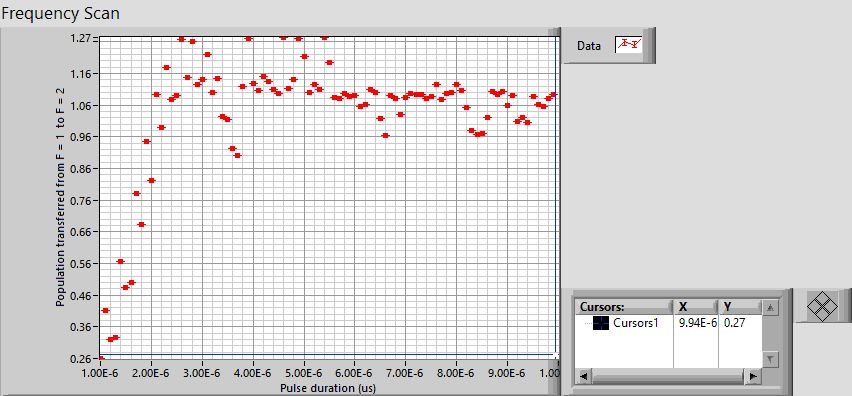 Frequency Scan
Population transferred from F = 1 to F = 2
1.27
1.16
1.06
0.96
0.86
0.76
0.66
0.56
0.46
0.36
0.26
1.00E-6 2.00E-6 3.00E-6 4.00E-6 5.00E-6 6.00E-6 7.00E-6 8.00E-6 9.00E-6 1.00
Pulse duration (us)
Data
Cursors: X Y
Cursors1 9.94E-6 0.27